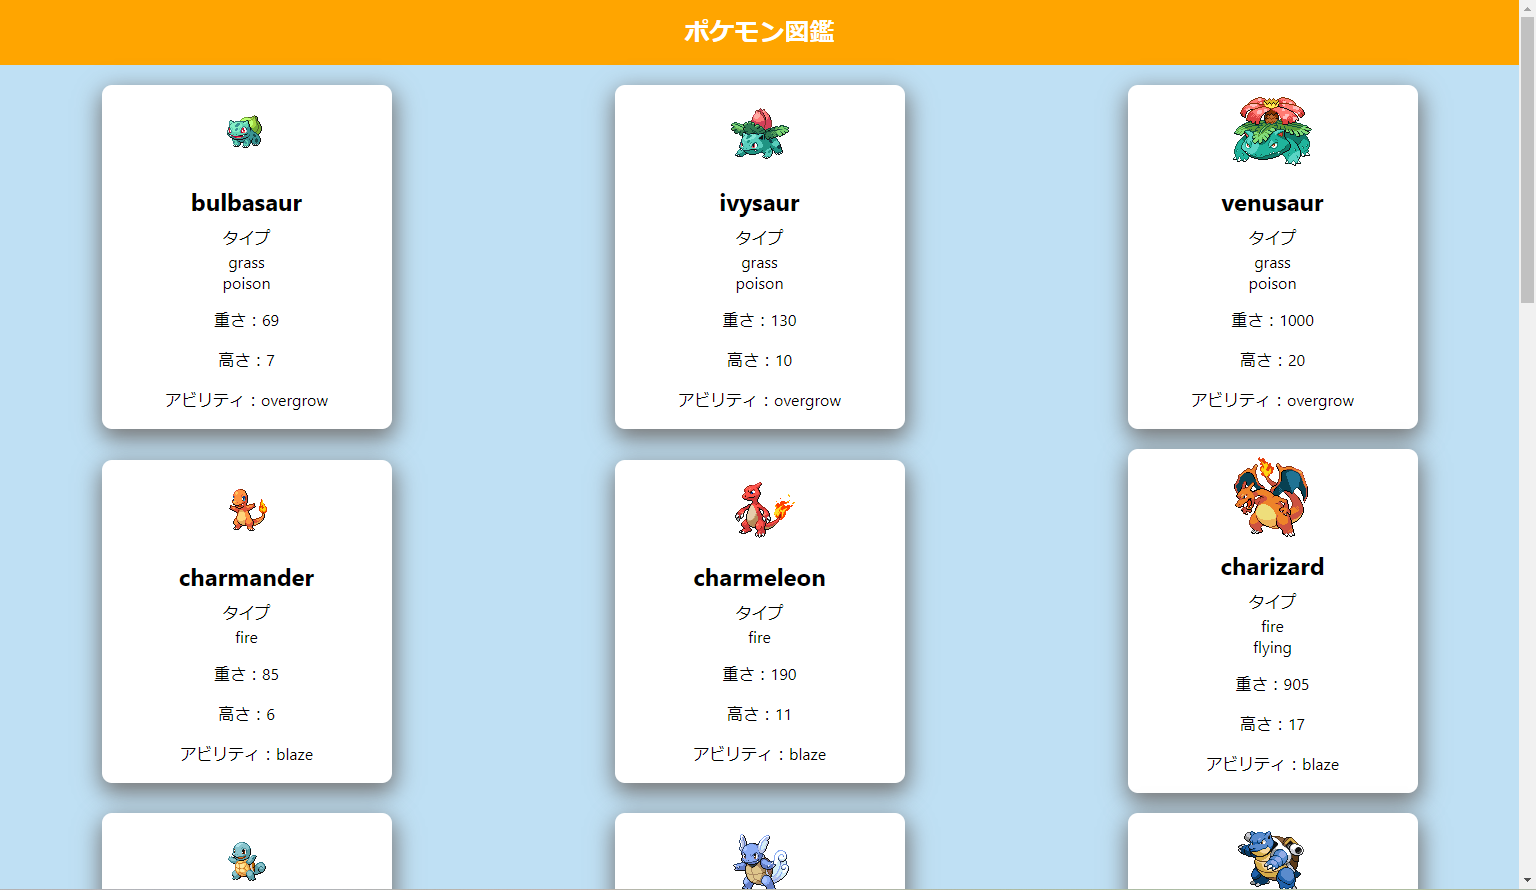 ポケモン図鑑
bulbasaur
タイプ
grass
poison
重さ：69
高さ：7
アビリティ：overgrow
ivysaur
タイプ
grass
poison
重さ：130
高さ：10
アビリティ：overgrow
venusaur
タイプ
grass
poison
重さ：1000
高さ：20
アビリティ：overgrow
charmander
タイプ
fire
重さ：85
高さ：6
アビリティ：blaze
charmeleon
タイプ
fire
重さ：190
高さ：11
アビリティ：blaze
charizard
タイプ
fire
flying
重さ：905
高さ：17
アビリティ：blaze